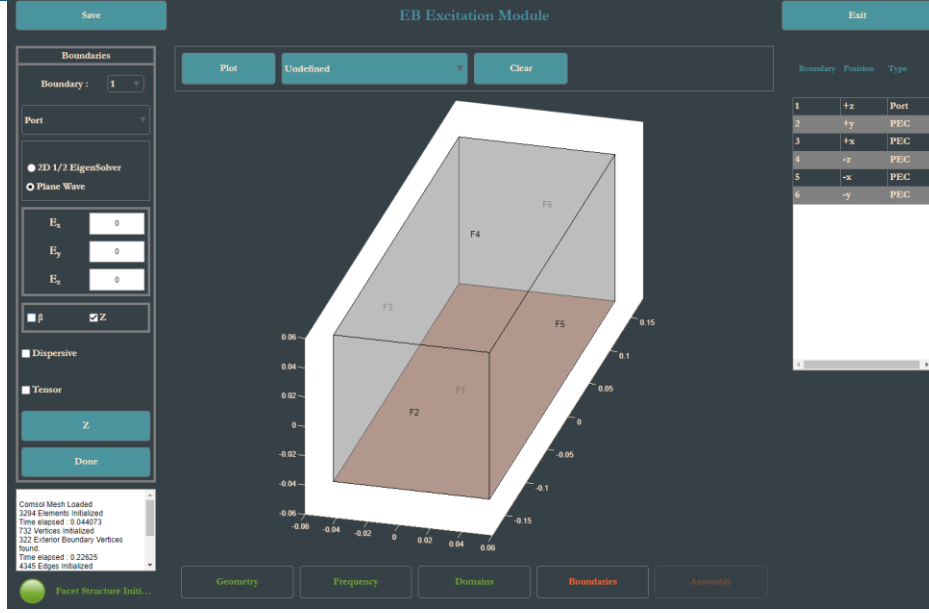 Save
EB Excitation Module
Exit
Boundaries
Boundary : 1
Port
2D 1/2 EigenSolver
Plane Wave
Ex 0
Ey 0
Ez 0
β Z
Dispersive
Tensor
Z
Done
Comsol Mesh Loaded
3294 Elements Initialized
Time elapsed : 0.044073
732 Vertices Initialized
322 Exterior Boundary Vertices
found.
Time elapsed : 0.22625
4345 Edges Initialized
Facet Structure Initi...
Plot
Undefined
Clear
F6
F4
F3
F5
F1
F2
0.06
0.04
0.02
0
-0.02
-0.04
-0.06
-0.06
-0.04
-0.02
0
0.02
0.04
0.06
0.15
0.1
0.05
0
-0.05
-0.1
-0.15
Geometry
Frequency
Domains
Boundaries
Assembly
Boundary Position Type
1 +z Port
2 +y PEC
3 +x PEC
4 -z PEC
5 -x PEC
6 -y PEC